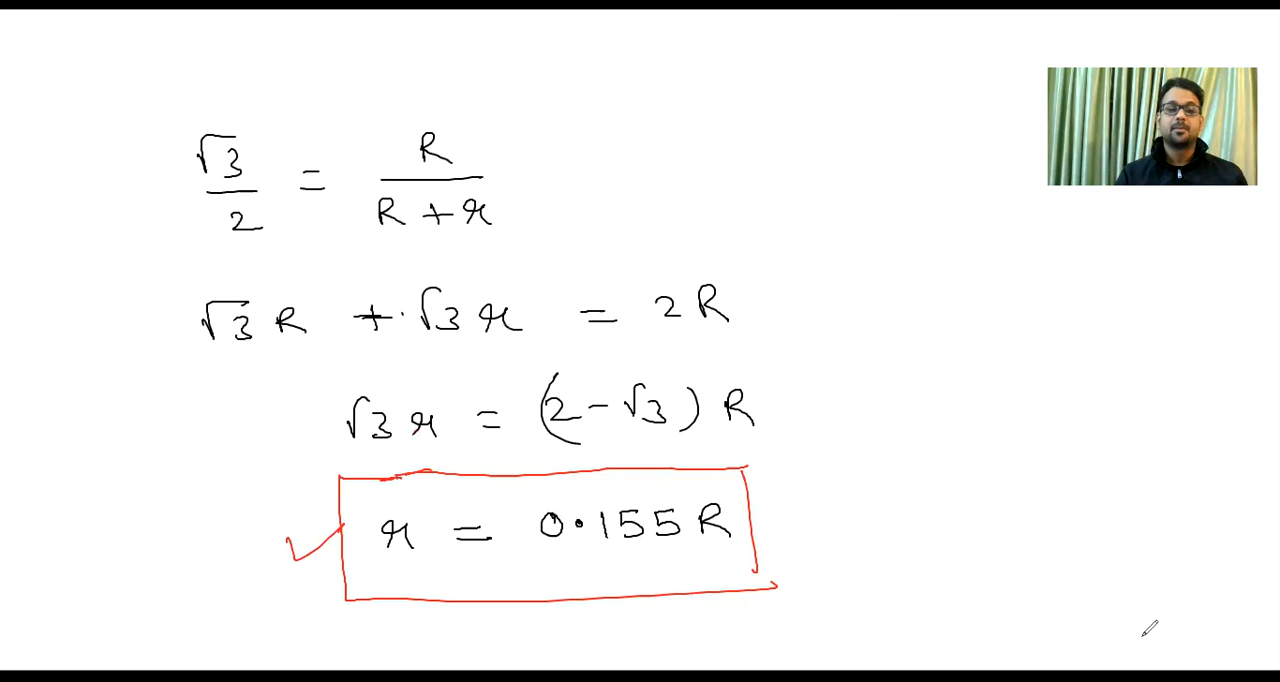 √3/2 = R/(R + r)
√3 R + √3 r = 2R
√3 r = (2 - √3) R
r = 0.155 R